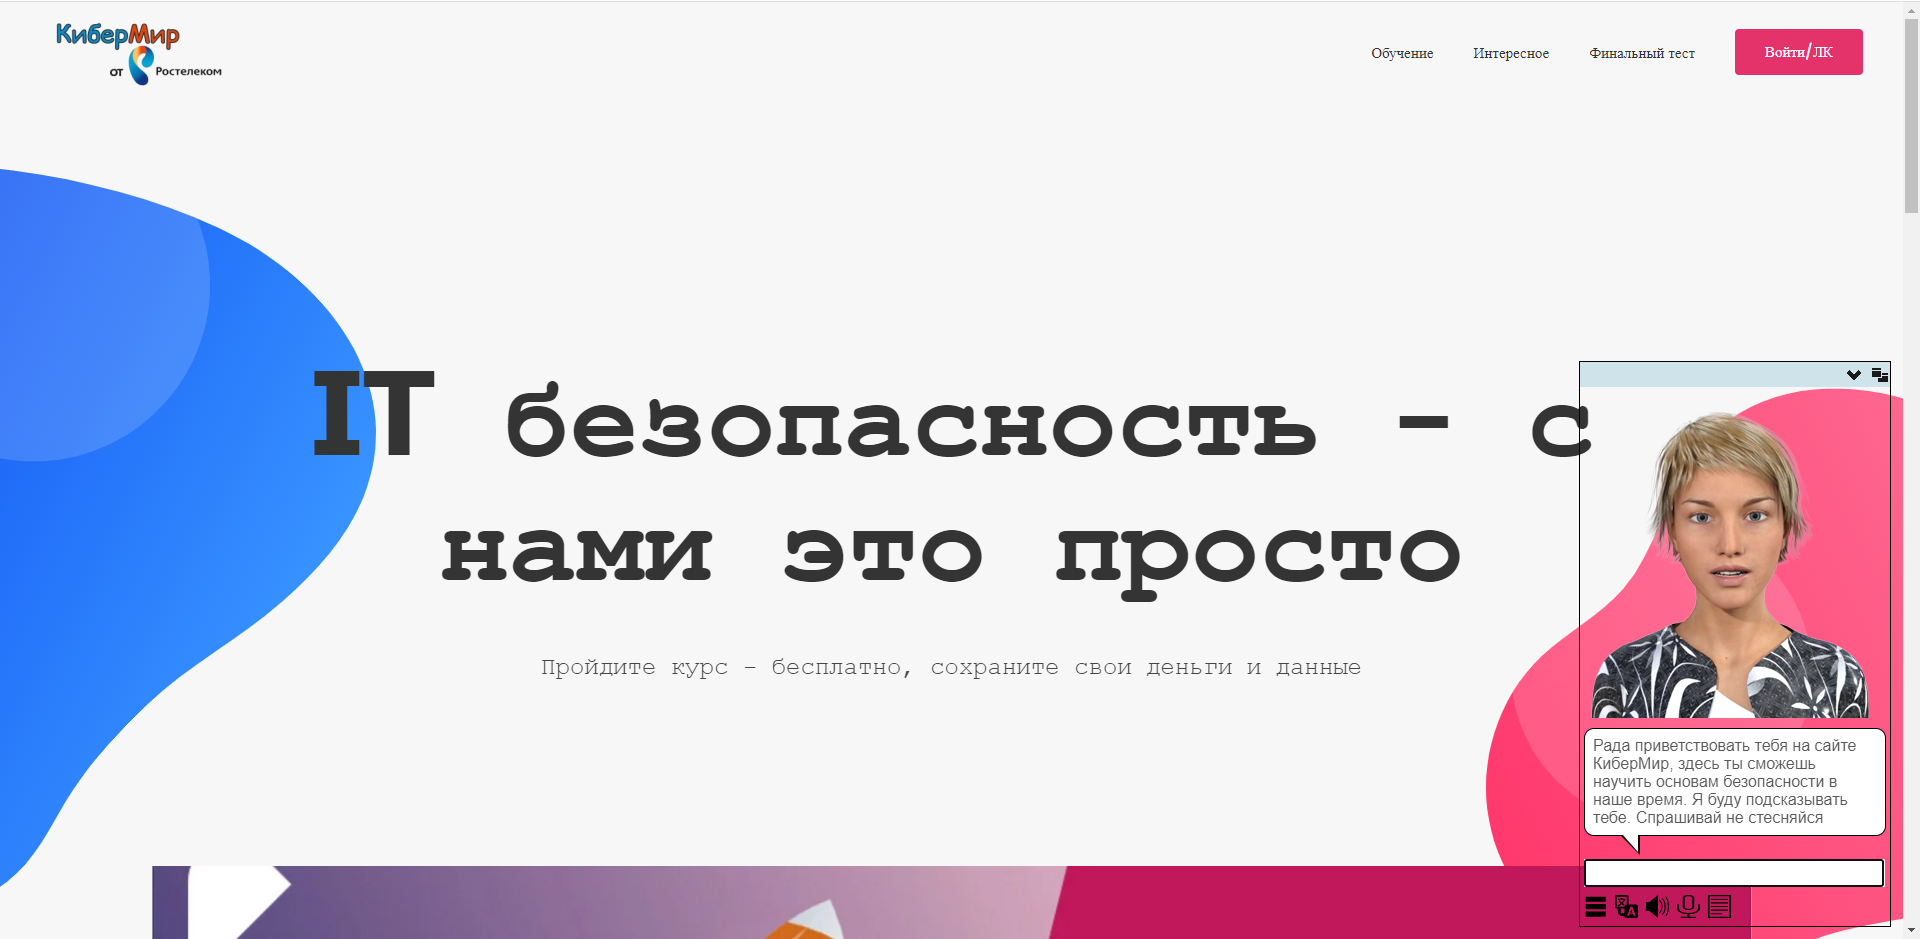 КиберМир
от Ростелеком
Обучение
Интересное
Финальный тест
Войти/ЛК
IT безопасность - с
нами это просто
Пройдите курс - бесплатно, сохраните свои деньги и данные
Рада приветствовать тебя на сайте
КиберМир, здесь ты сможешь
научить основам безопасности в
наше время. Я буду подсказывать
тебе. Спрашивай не стесняйся